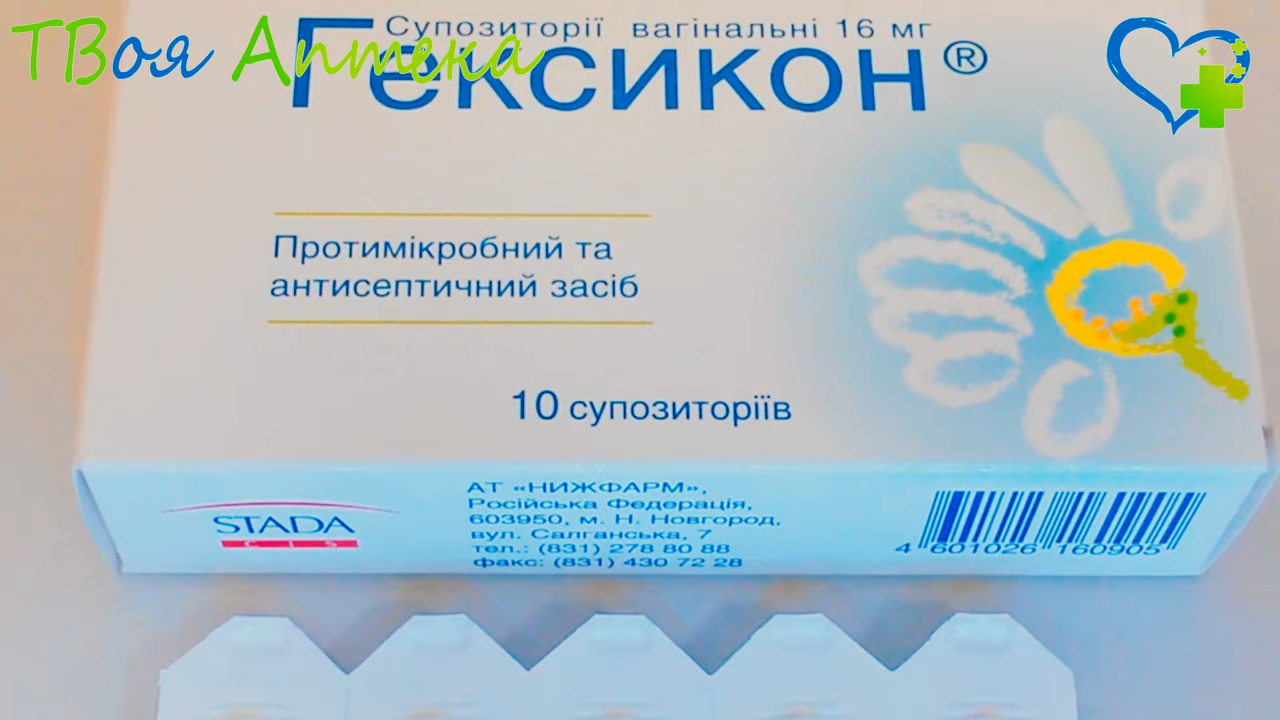 ТВоя Аптека
Супозиторії вагінальні 16 мг
Гексикон®
Протимікробний та
антисептичний засіб
10 супозиторіїв
STADA
CIS
АТ «НИЖФАРМ»,
Російська Федерація,
603950, м. Н. Новгород,
вул. Салганська, 7
тел.: (831) 278 80 88
факс: (831) 430 72 28
4 601026 160905